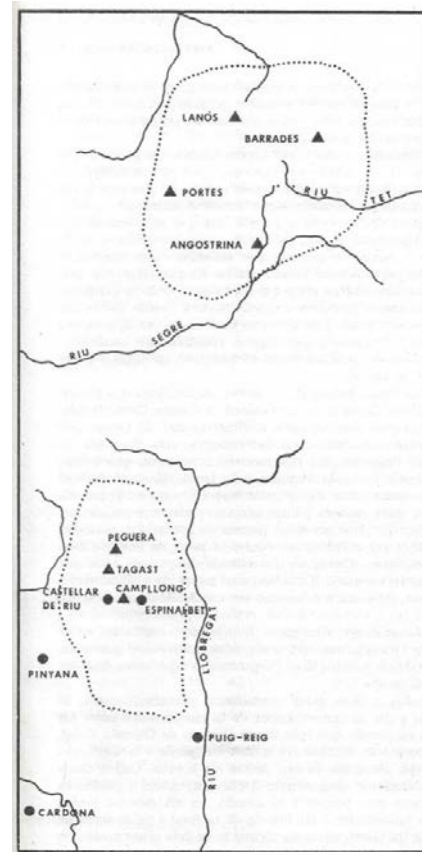 LANÓS
BARRADES
PORTES
RIU TET
ANGOSTRINA
RIU SEGRE
PEGUERA
TAGAST
CASTELLAR DE RIU
CAMPLLONG
ESPINALBET
RIU LLOBREGAT
PINYANA
PUIG-REIG
CARDONA